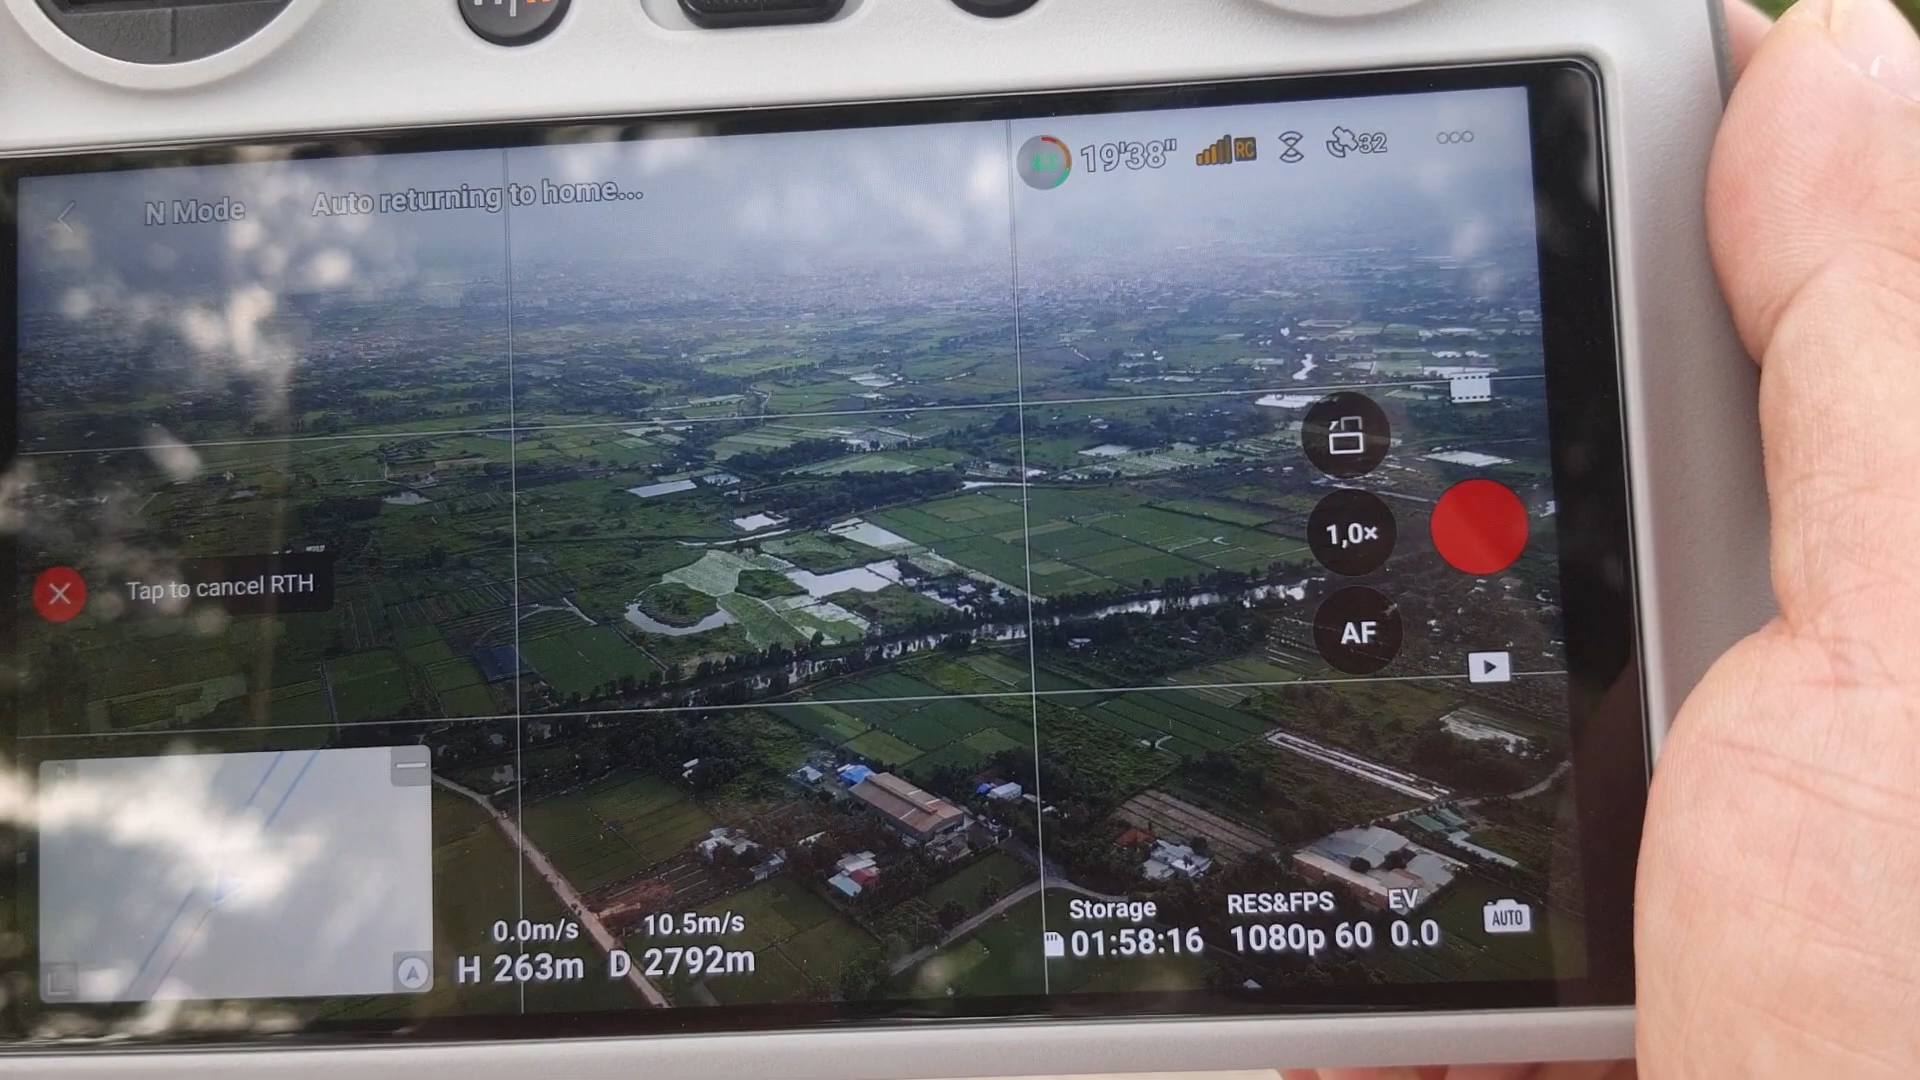 19'38" RC 32
N Mode Auto returning to home...
1,0×
Tap to cancel RTH
AF
0.0m/s 10.5m/s
H 263m D 2792m
Storage RES&FPS EV
01:58:16 1080p 60 0.0
AUTO